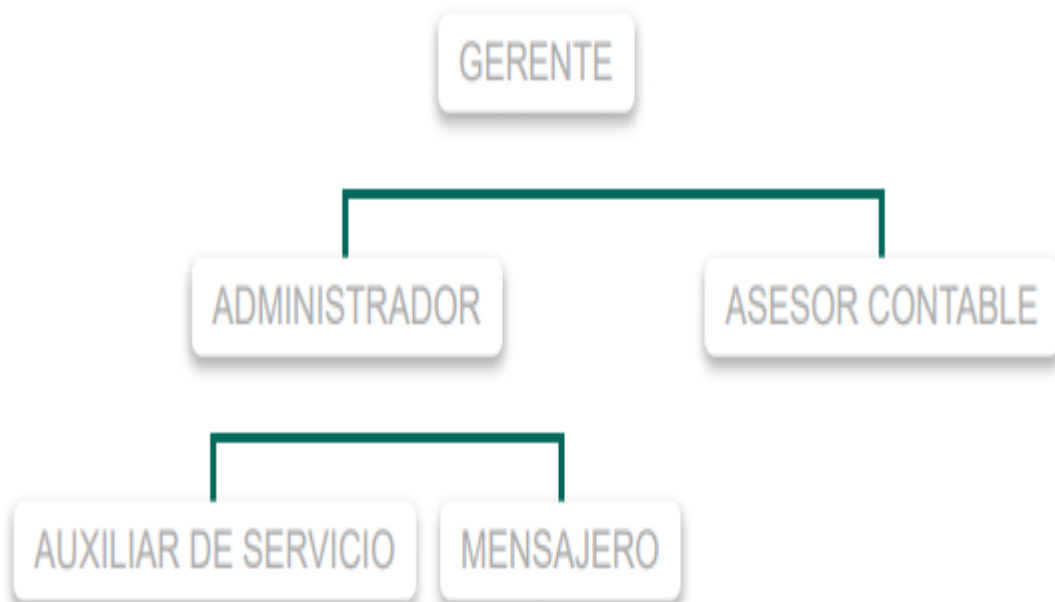 GERENTE
ADMINISTRADOR
ASESOR CONTABLE
AUXILIAR DE SERVICIO
MENSAJERO